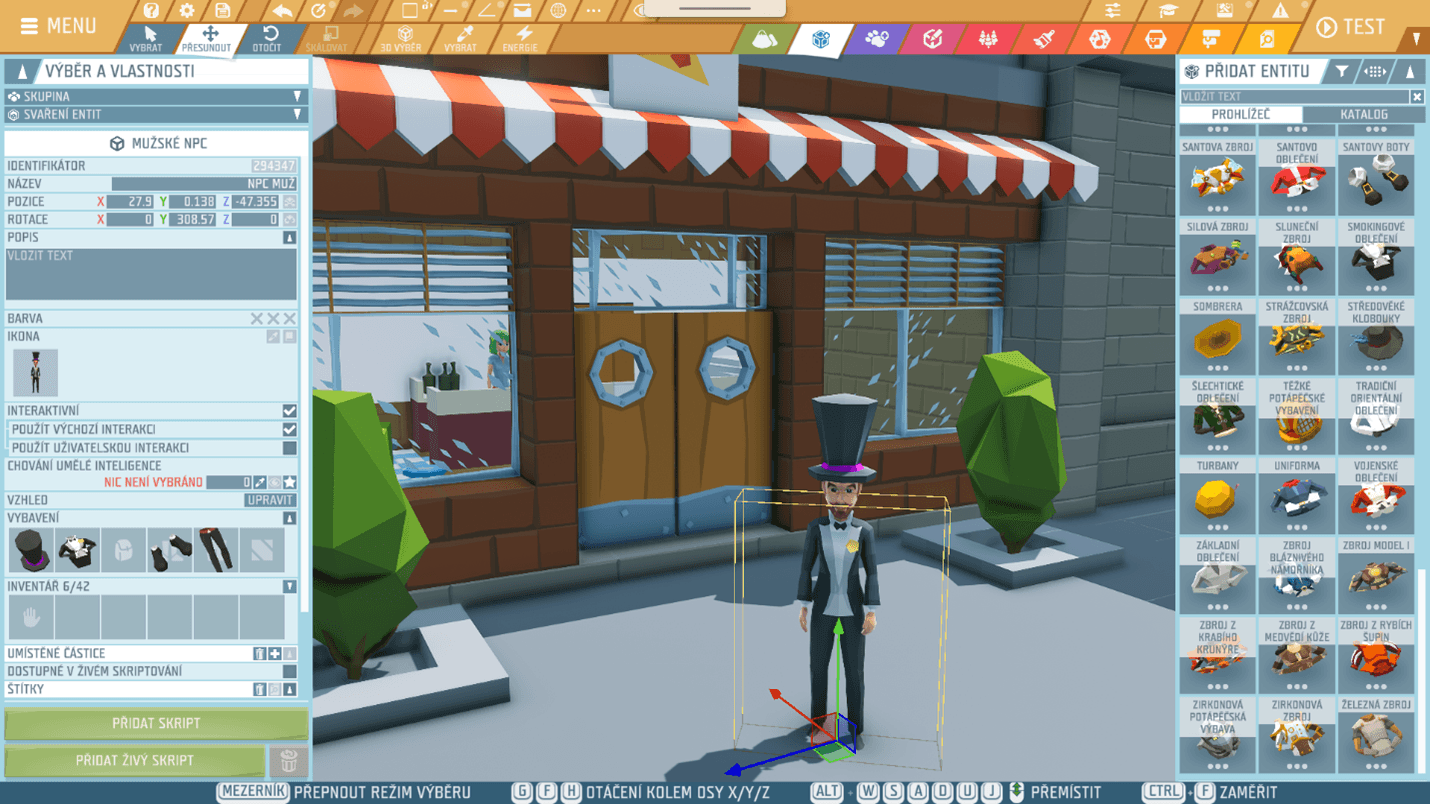 MENU
VYBRAT
PŘESUNOUT
OTOČIT
ŠKÁLOVAT
3D VÝBĚR
VYBRAT
ENERGIE
TEST
VÝBĚR A VLASTNOSTI
SKUPINA
SVAŘENÍ ENTIT
MUŽSKÉ NPC
IDENTIFIKÁTOR 294347
NÁZEV NPC MUŽ
POZICE X 27.9 Y 0.138 Z -47.355
ROTACE X 0 Y 308.57 Z 0
POPIS
VLOŽIT TEXT
BARVA
IKONA
INTERAKTIVNÍ
POUŽÍT VÝCHOZÍ INTERAKCI
POUŽÍT UŽIVATELSKOU INTERAKCI
CHOVÁNÍ UMĚLÉ INTELIGENCE
NIC NENÍ VYBRÁNO 0
VZHLED UPRAVIT
VYBAVENÍ
INVENTÁŘ 6/42
UMÍSTĚNÉ ČÁSTICE
DOSTUPNÉ V ŽIVÉM SKRIPTOVÁNÍ
ŠTÍTKY
PŘIDAT SKRIPT
PŘIDAT ŽIVÝ SKRIPT
PŘIDAT ENTITU
VLOŽIT TEXT
PROHLÍŽEČ KATALOG
SANTOVA ZBROJ
SANTOVO
OBLEČENÍ
SANTOVY BOTY
SILOVÁ ZBROJ
SLUNEČNÍ
ZBROJ
SMOKINGOVÉ
OBLEČENÍ
SOMBRERA
STRÁŽCOVSKÁ
ZBROJ
STŘEDOVĚKÉ
KLOBOUKY
ŠLECHTICKÉ
OBLEČENÍ
TĚŽKÉ
POTÁPĚČSKÉ
VYBAVENÍ
TRADIČNÍ
ORIENTÁLNÍ
OBLEČENÍ
TURBANY
UNIFORMA
VOJENSKÉ
OBLEČENÍ
ZÁKLADNÍ
OBLEČENÍ
ZBROJ
BLÁZNIVÉHO
NÁMOŘNÍKA
ZBROJ MODEL I
ZBROJ Z
KRABÍHO
KRUNÝŘE
ZBROJ Z
MEDVĚDÍ KŮŽE
ZBROJ Z RYBÍCH
ŠUPIN
ZIRKONOVÁ
POTÁPĚČSKÁ
VÝBAVA
ZIRKONOVÁ
ZBROJ
ŽELEZNÁ ZBROJ
MEZERNÍK PŘEPNOUT REŽIM VÝBĚRU
G F H OTÁČENÍ KOLEM OSY X/Y/Z
ALT + W S A D U J PŘEMÍSTIT
CTRL + F ZAMĚŘIT